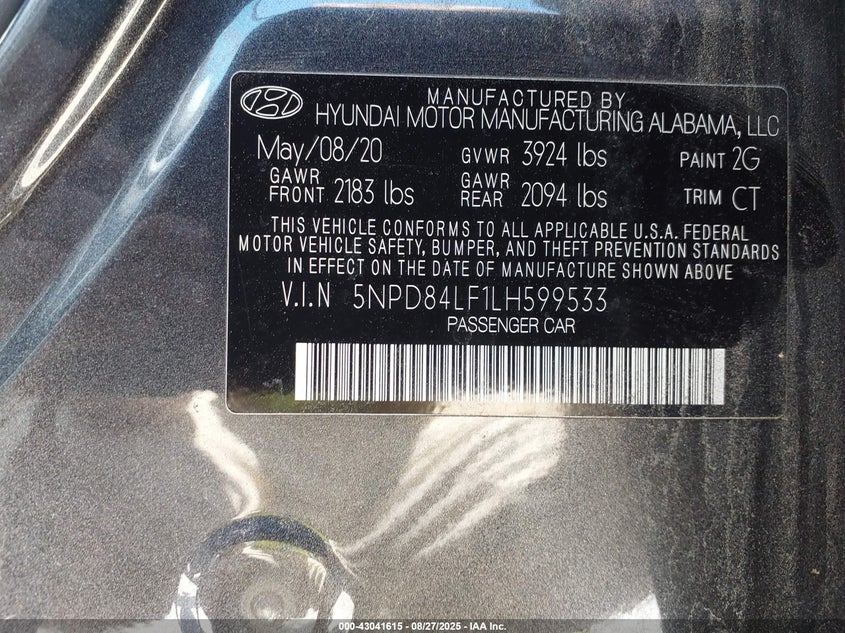 MANUFACTURED BY
HYUNDAI MOTOR MANUFACTURING ALABAMA, LLC
May/08/20 GVWR 3924 lbs PAINT 2G
GAWR FRONT 2183 lbs GAWR REAR 2094 lbs TRIM CT
THIS VEHICLE CONFORMS TO ALL APPLICABLE U.S.A. FEDERAL
MOTOR VEHICLE SAFETY, BUMPER, AND THEFT PREVENTION STANDARDS
IN EFFECT ON THE DATE OF MANUFACTURE SHOWN ABOVE
V.I.N 5NPD84LF1LH599533
PASSENGER CAR
000-43041615 - 08/27/2025 - IAA Inc.